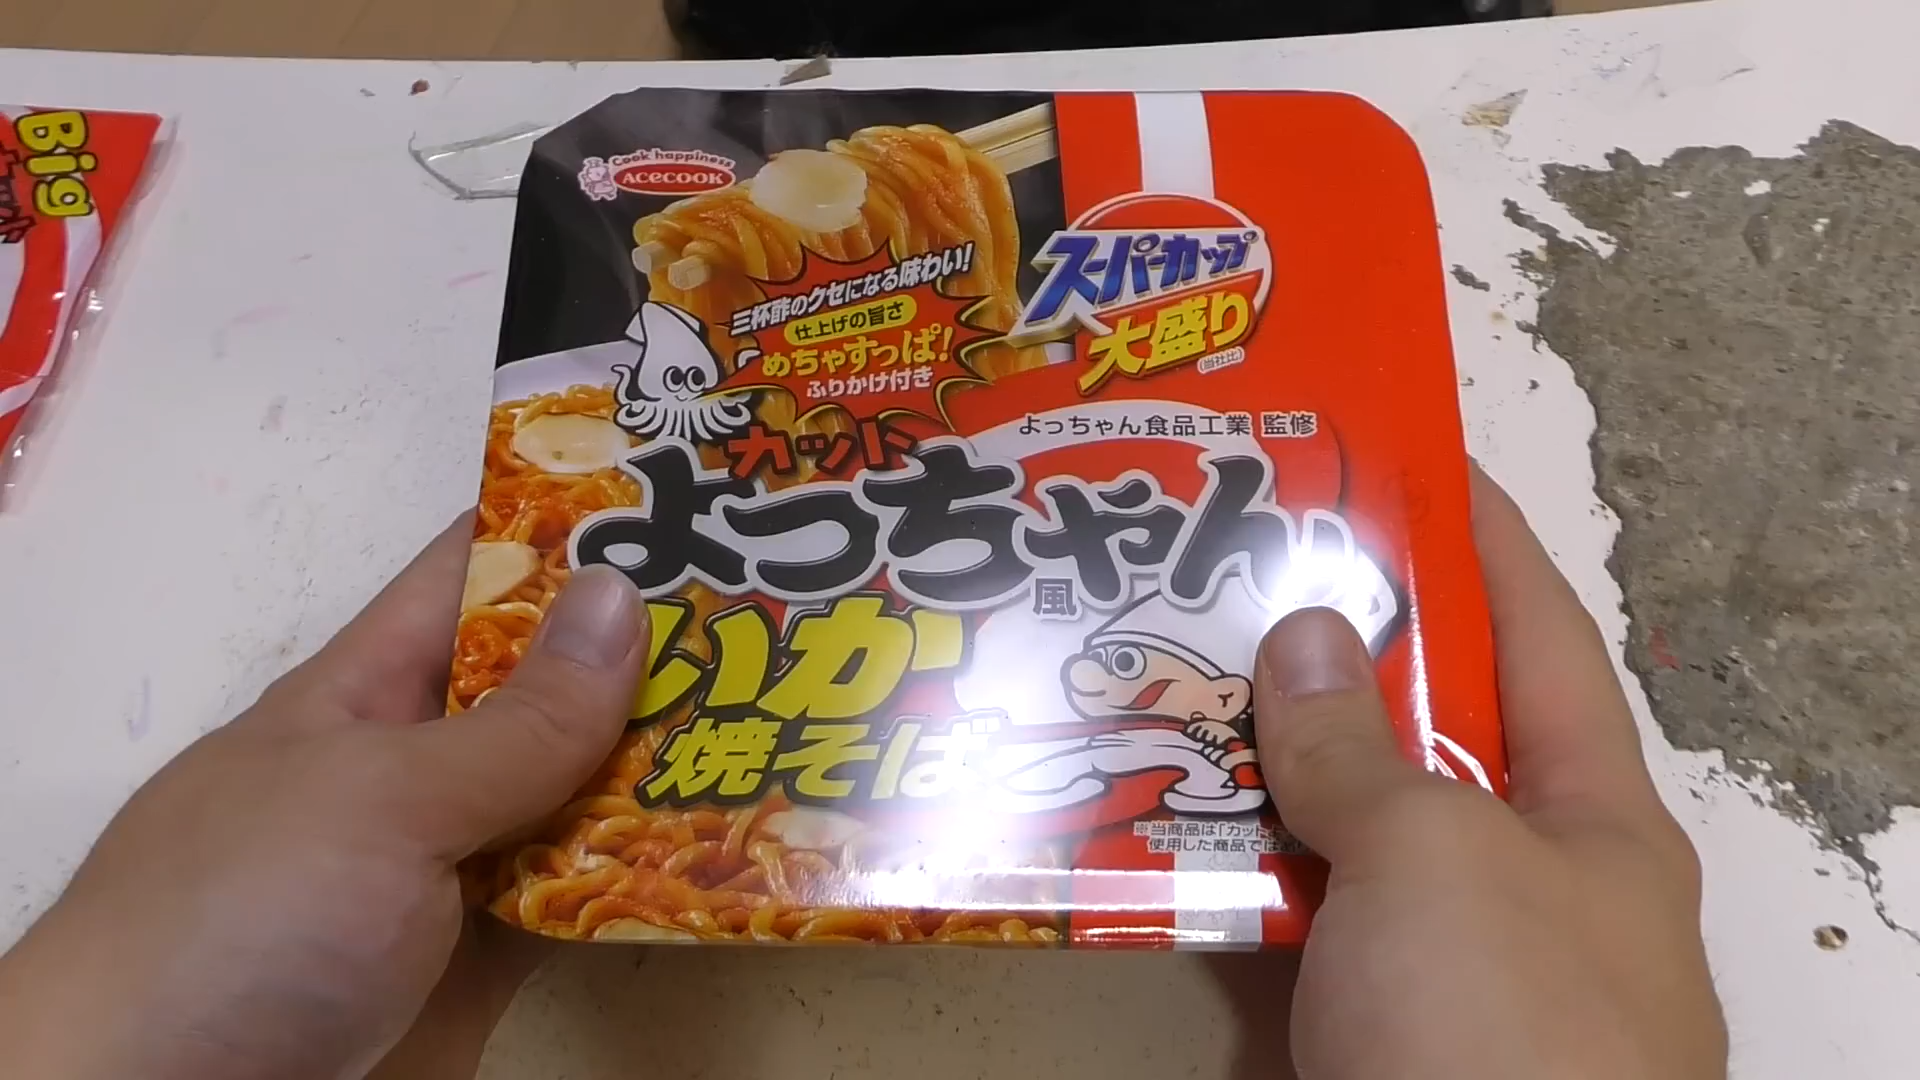 Big
Cook happiness
ACECOOK
スーパーカップ
大盛り
(当社比)
三杯酢のクセになる味わい!
仕上げの旨さ
めちゃすっぱ!
ふりかけ付き
よっちゃん食品工業 監修
カット
よっちゃん
風
いか
焼そば
※当商品は「カットよ
使用した商品では